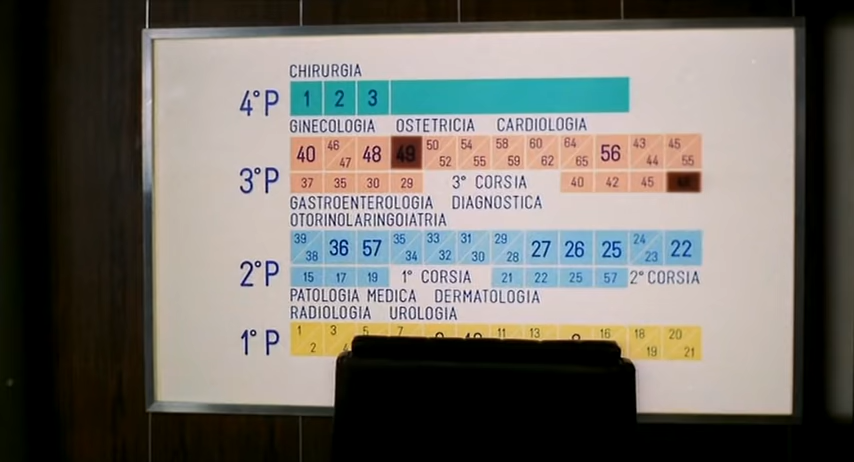 CHIRURGIA
4°P 1 2 3
GINECOLOGIA OSTETRICIA CARDIOLOGIA
40 46 47 48 49 50 52 54 55 58 59 60 62 64 65 56 43 44 45 55
3°P 37 35 30 29 3° CORSIA 40 42 45
GASTROENTEROLOGIA DIAGNOSTICA
OTORINOLARINGOIATRIA
39 38 36 57 35 34 33 32 31 30 29 28 27 26 25 24 23 22
2°P 15 17 19 1° CORSIA 21 22 25 57 2° CORSIA
PATOLOGIA MEDICA DERMATOLOGIA
RADIOLOGIA UROLOGIA
1°P 1 2 3 5 7 11 13 16 18 19 20 21